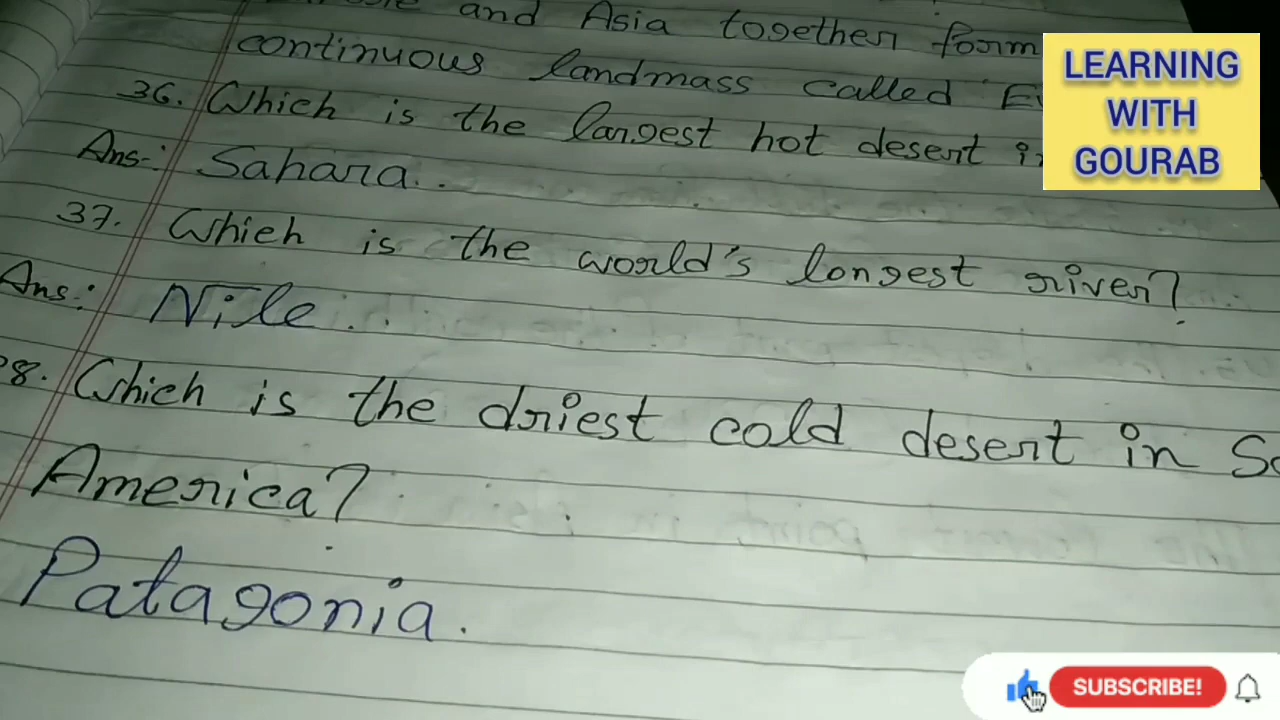 and Asia together form
continuous landmass called
36. Which is the largest hot desert in
Ans-: Sahara..
37. Which is the world's longest river?
Ans: Nile.
8. Which is the driest cold desert in
America?
Patagonia.
LEARNING
WITH
GOURAB
SUBSCRIBE!